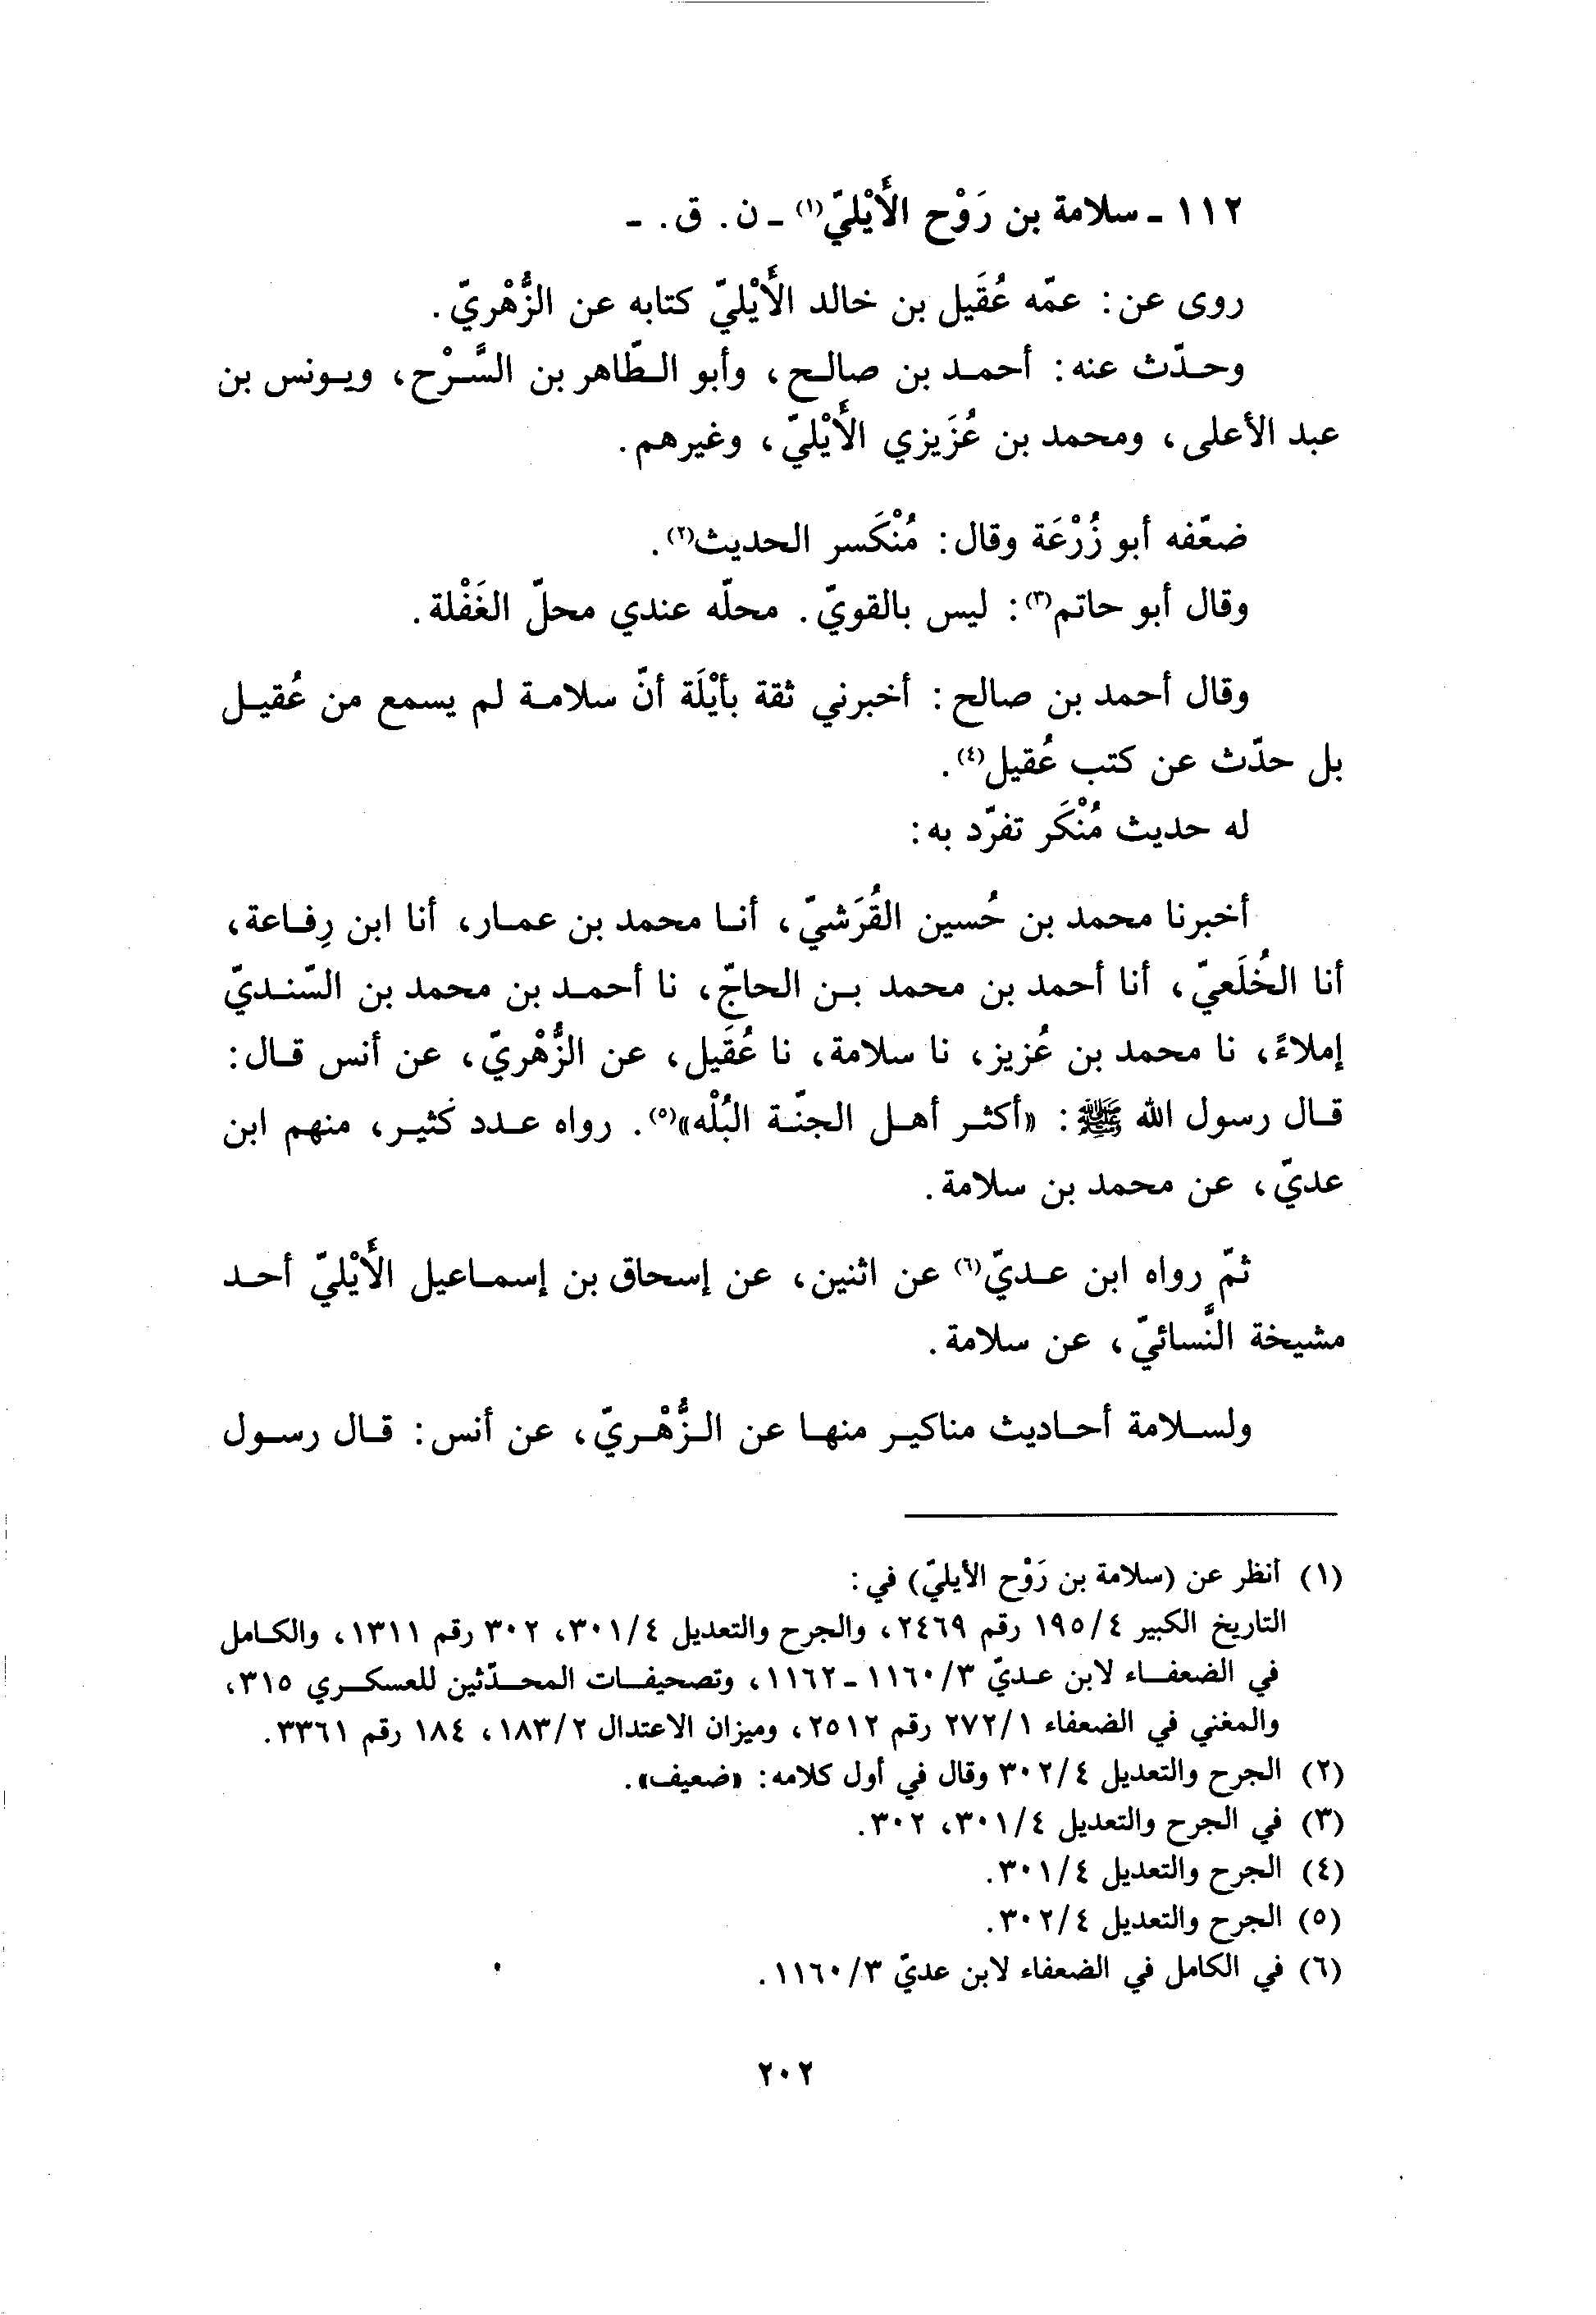 ١١٢ - سلامة بن رَوْح الأَيْليّ(١) - ن. ق. -
روى عن: عمّه عُقَيل بن خالد الأَيْليّ كتابه عن الزُّهْريّ.
وحدّث عنه: أحمد بن صالح، وأبو الطّاهر بن السَّرْح، ويونس بن
عبد الأعلى، ومحمد بن عُزَيزي الأَيْليّ، وغيرهم.
ضعّفه أبو زُرْعَة وقال: مُنْكَسر الحديث(٢).
وقال أبو حاتم(٣): ليس بالقويّ. محلّه عندي محلّ الغَفْلة.
وقال أحمد بن صالح: أخبرني ثقة بأَيْلَة أنّ سلامة لم يسمع من عُقيل
بل حدّث عن كتب عُقيل(٤).
له حديث مُنْكَر تفرّد به:
أخبرنا محمد بن حُسين القُرَشيّ، أنا محمد بن عمار، أنا ابن رِفاعة،
أنا الخُلَعيّ، أنا أحمد بن محمد بن الحاجّ، نا أحمد بن محمد بن السّنديّ
إملاءً، نا محمد بن عُزيز، نا سلامة، نا عُقَيل، عن الزُّهْريّ، عن أنس قال:
قال رسول الله ﷺ: «أكثر أهل الجنّة البُلْه»(٥). رواه عدد كثير، منهم ابن
عديّ، عن محمد بن سلامة.
ثمّ رواه ابن عديّ(٦) عن اثنين، عن إسحاق بن إسماعيل الأَيْليّ أحد
مشيخة النَّسائيّ، عن سلامة.
ولسلامة أحاديث مناكير منها عن الزُّهْريّ، عن أنس: قال رسول
(١) أنظر عن (سلامة بن رَوْح الأيليّ) في:
التاريخ الكبير ١٩٥/٤ رقم ٢٤٦٩، والجرح والتعديل ٣٠١/٤، ٣٠٢ رقم ١٣١١، والكامل
في الضعفاء لابن عديّ ١١٦٠/٣ - ١١٦٢، وتصحيفات المحدّثين للعسكري ٣١٥،
والمغني في الضعفاء ٢٧٢/١ رقم ٢٥١٢، وميزان الاعتدال ١٨٣/٢، ١٨٤ رقم ٣٣٦١.
(٢) الجرح والتعديل ٣٠٢/٤ وقال في أول كلامه: «ضعيف».
(٣) في الجرح والتعديل ٣٠١/٤، ٣٠٢.
(٤) الجرح والتعديل ٣٠١/٤.
(٥) الجرح والتعديل ٣٠٢/٤.
(٦) في الكامل في الضعفاء لابن عديّ ١١٦٠/٣.
٢٠٢